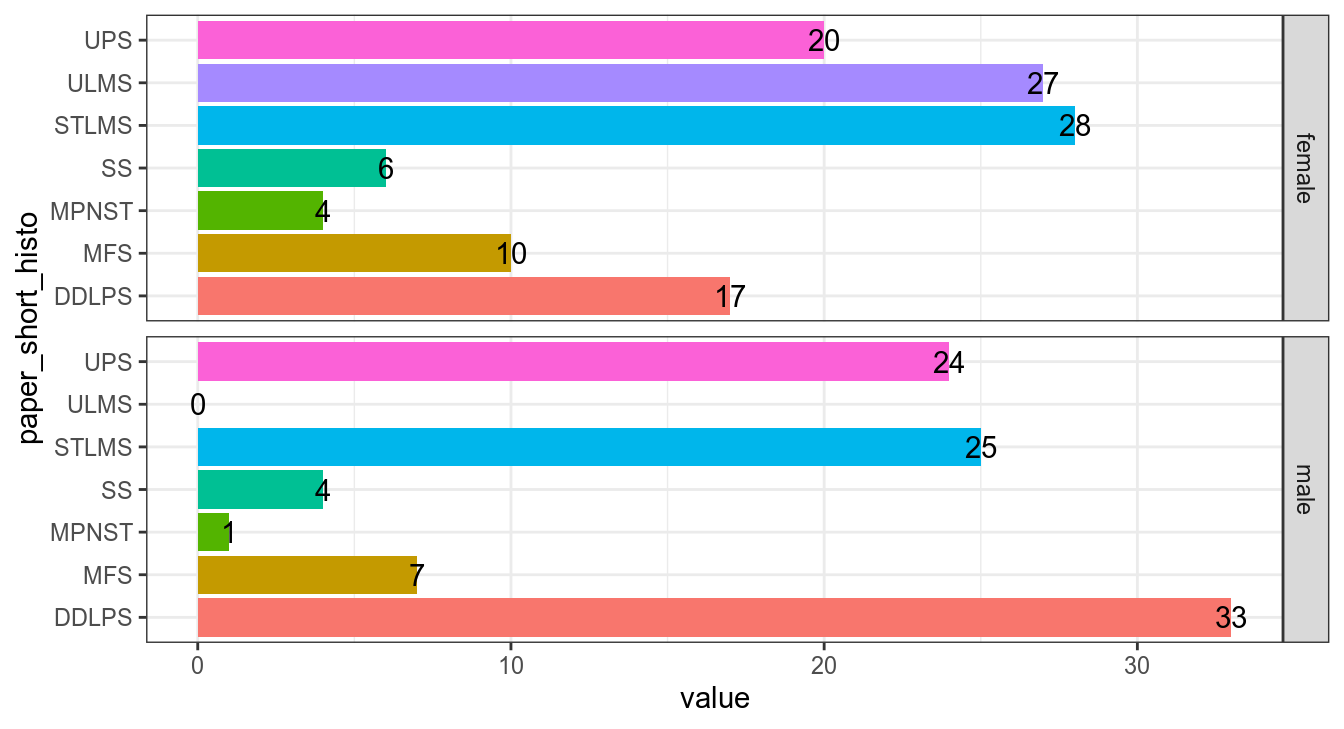 paper_short_histo
UPS 20
ULMS 27
STLMS 28
SS 6
MPNST 4
MFS 10
DDLPS 17
female
UPS 24
ULMS 0
STLMS 25
SS 4
MPNST 1
MFS 7
DDLPS 33
male
0 10 20 30
value